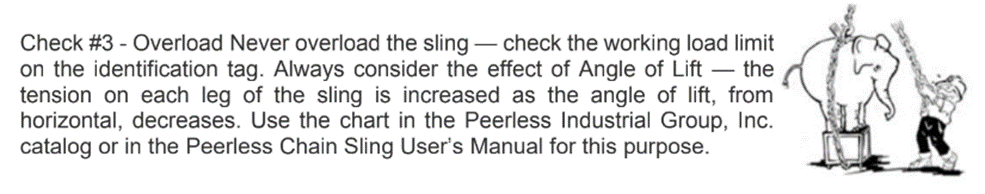 Check #3 - Overload Never overload the sling — check the working load limit
on the identification tag. Always consider the effect of Angle of Lift — the
tension on each leg of the sling is increased as the angle of lift, from
horizontal, decreases. Use the chart in the Peerless Industrial Group, Inc.
catalog or in the Peerless Chain Sling User’s Manual for this purpose.